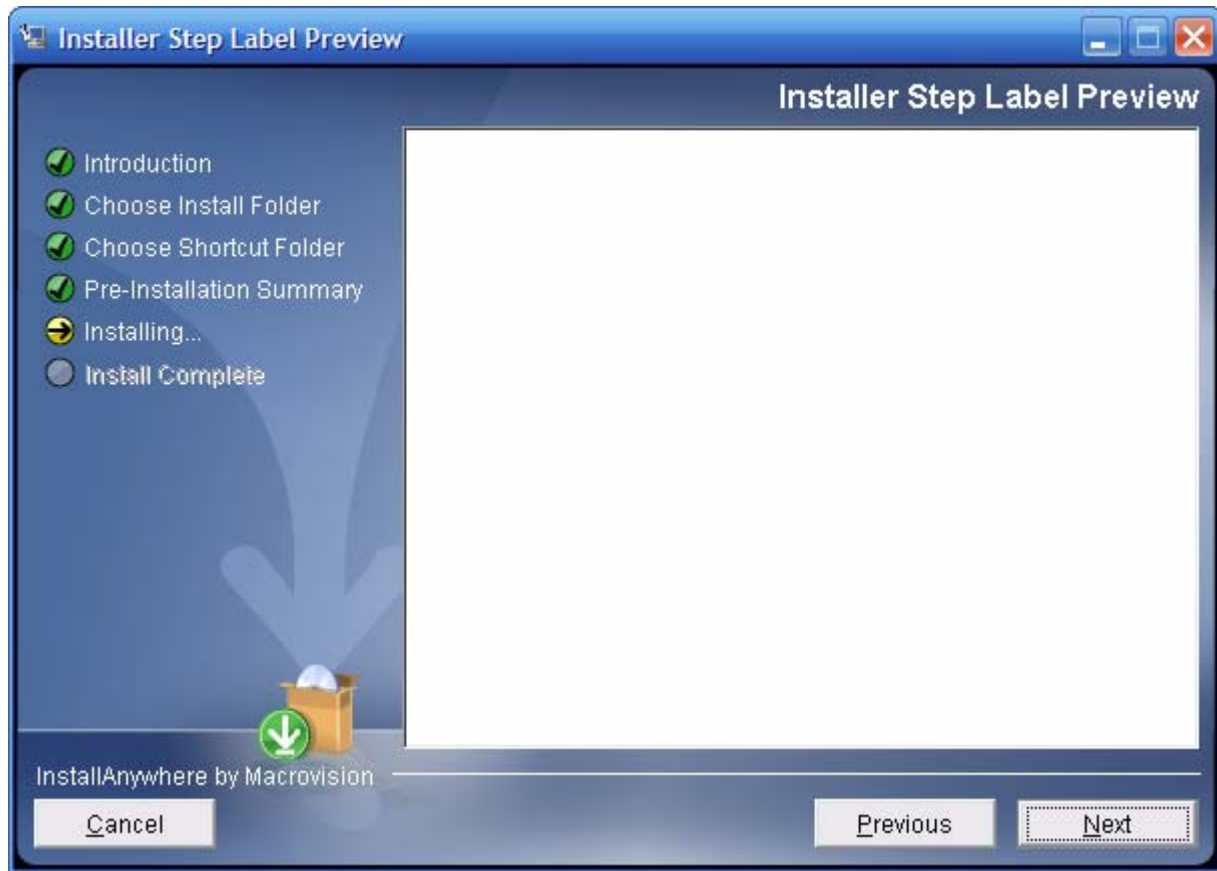 Installer Step Label Preview
Installer Step Label Preview
Introduction
Choose Install Folder
Choose Shortcut Folder
Pre-Installation Summary
Installing...
Install Complete
InstallAnywhere by Macrovision
Cancel
Previous
Next